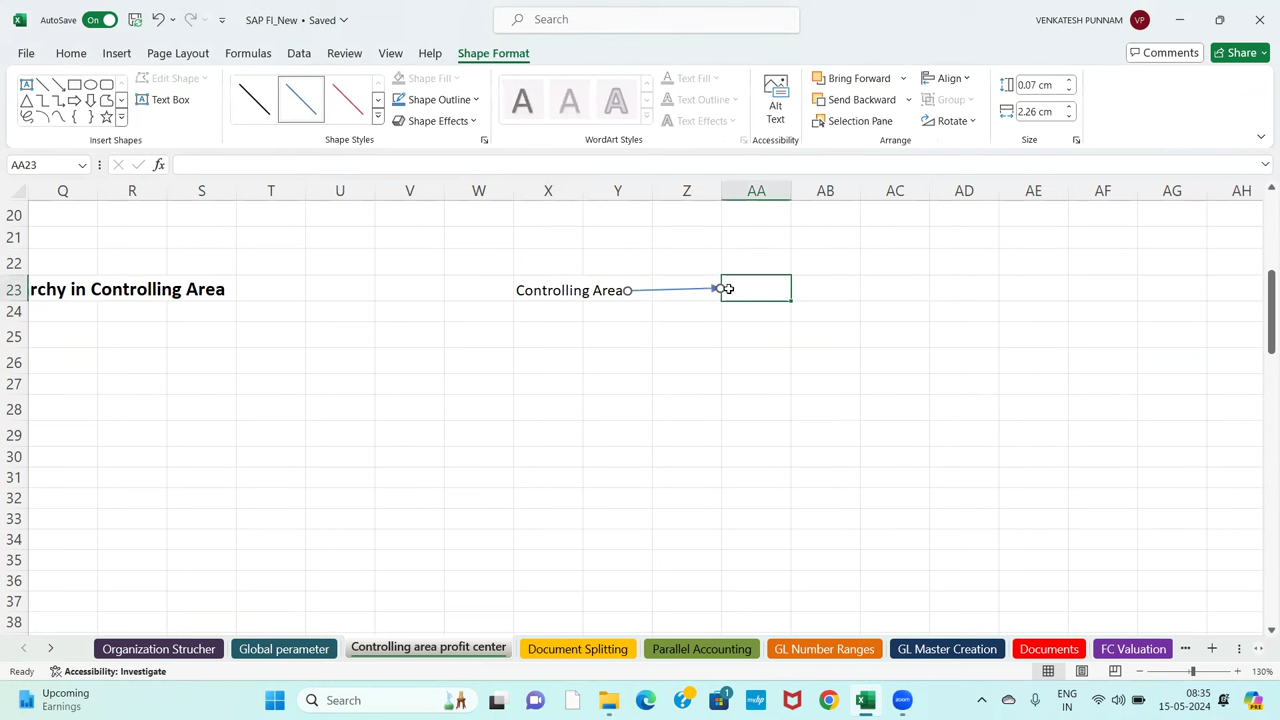 AutoSave On SAP FI_New • Saved Search VENKATESH PUNNAM VP
File Home Insert Page Layout Formulas Data Review View Help Shape Format Comments Share
Edit Shape Shape Fill Text Fill Bring Forward Align 0.07 cm
Text Box Shape Outline Text Outline Send Backward Group
Shape Effects Text Effects Alt Text Selection Pane Rotate 2.26 cm
Insert Shapes Shape Styles WordArt Styles Accessibility Arrange Size
AA23 fx
Q R S T U V W X Y Z AA AB AC AD AE AF AG AH
20
21
22
23 rchy in Controlling Area Controlling Area
24
25
26
27
28
29
30
31
32
33
34
35
36
37
38
Organization Strucher Global perameter Controlling area profit center Document Splitting Parallel Accounting GL Number Ranges GL Master Creation Documents FC Valuation
Ready Accessibility: Investigate 130%
Upcoming Earnings Search ENG IN 08:35 15-05-2024